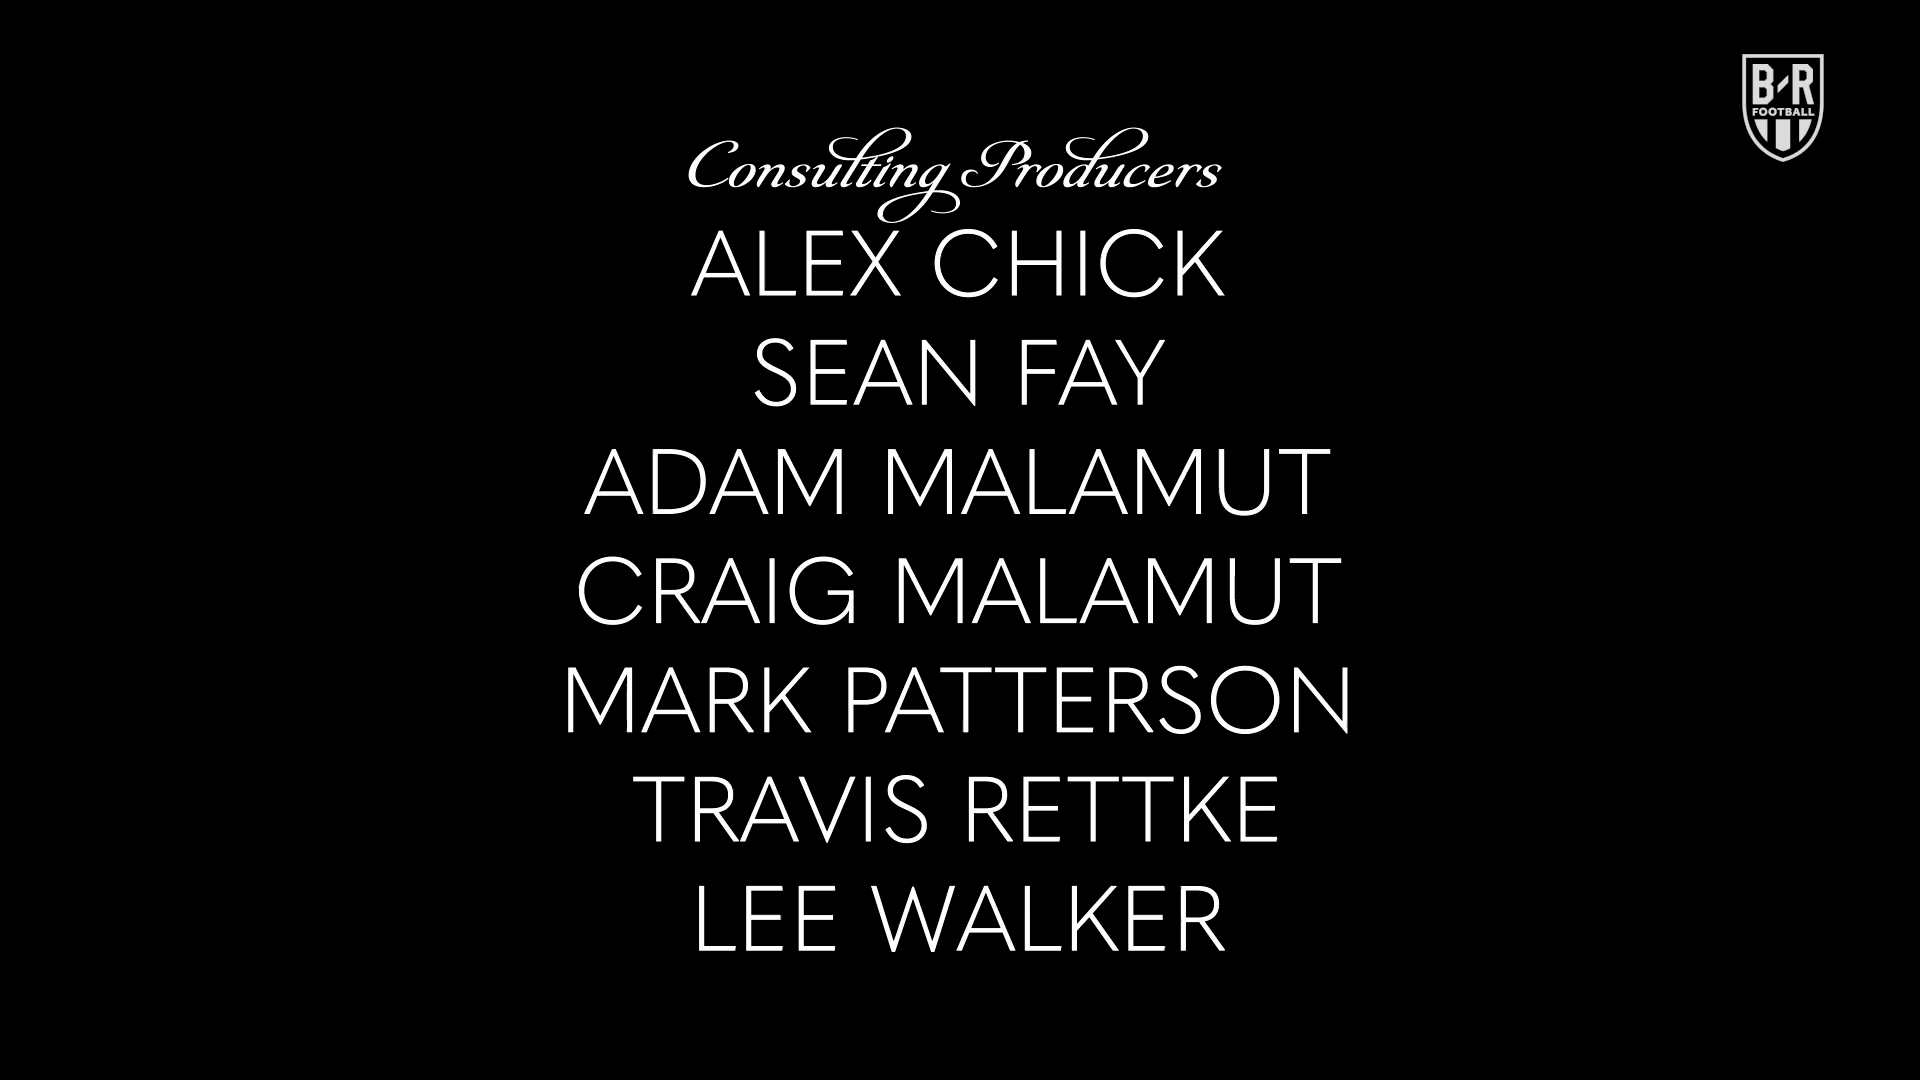 B/R
FOOTBALL
Consulting Producers
ALEX CHICK
SEAN FAY
ADAM MALAMUT
CRAIG MALAMUT
MARK PATTERSON
TRAVIS RETTKE
LEE WALKER